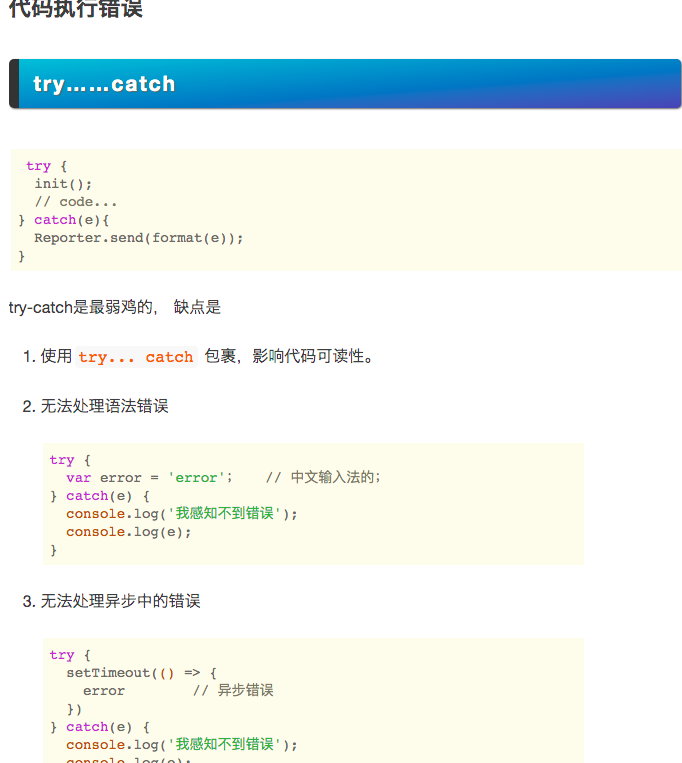 代码执行错误
try……catch
try {
init();
// code...
} catch(e){
Reporter.send(format(e));
}
try-catch是最弱鸡的， 缺点是
1. 使用 try... catch 包裹，影响代码可读性。
2. 无法处理语法错误
try {
var error = 'error'；   // 中文输入法的；
} catch(e) {
console.log('我感知不到错误');
console.log(e);
}
3. 无法处理异步中的错误
try {
setTimeout(() => {
error        // 异步错误
})
} catch(e) {
console.log('我感知不到错误');
console.log(e);